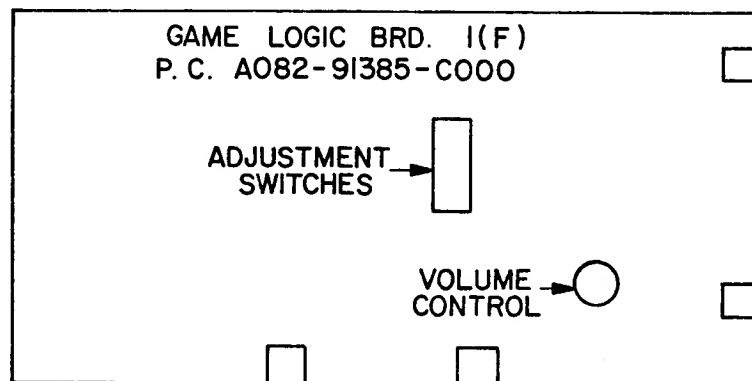 GAME LOGIC BRD. 1(F)
P.C. A082-91385-C000
ADJUSTMENT
SWITCHES
VOLUME
CONTROL